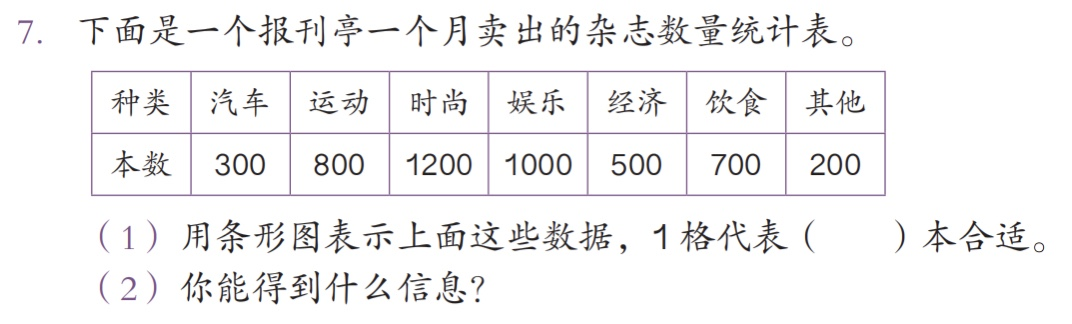 7. 下面是一个报刊亭一个月卖出的杂志数量统计表。
种类 汽车 运动 时尚 娱乐 经济 饮食 其他
本数 300 800 1200 1000 500 700 200
（1）用条形图表示上面这些数据，1格代表（　　）本合适。
（2）你能得到什么信息?